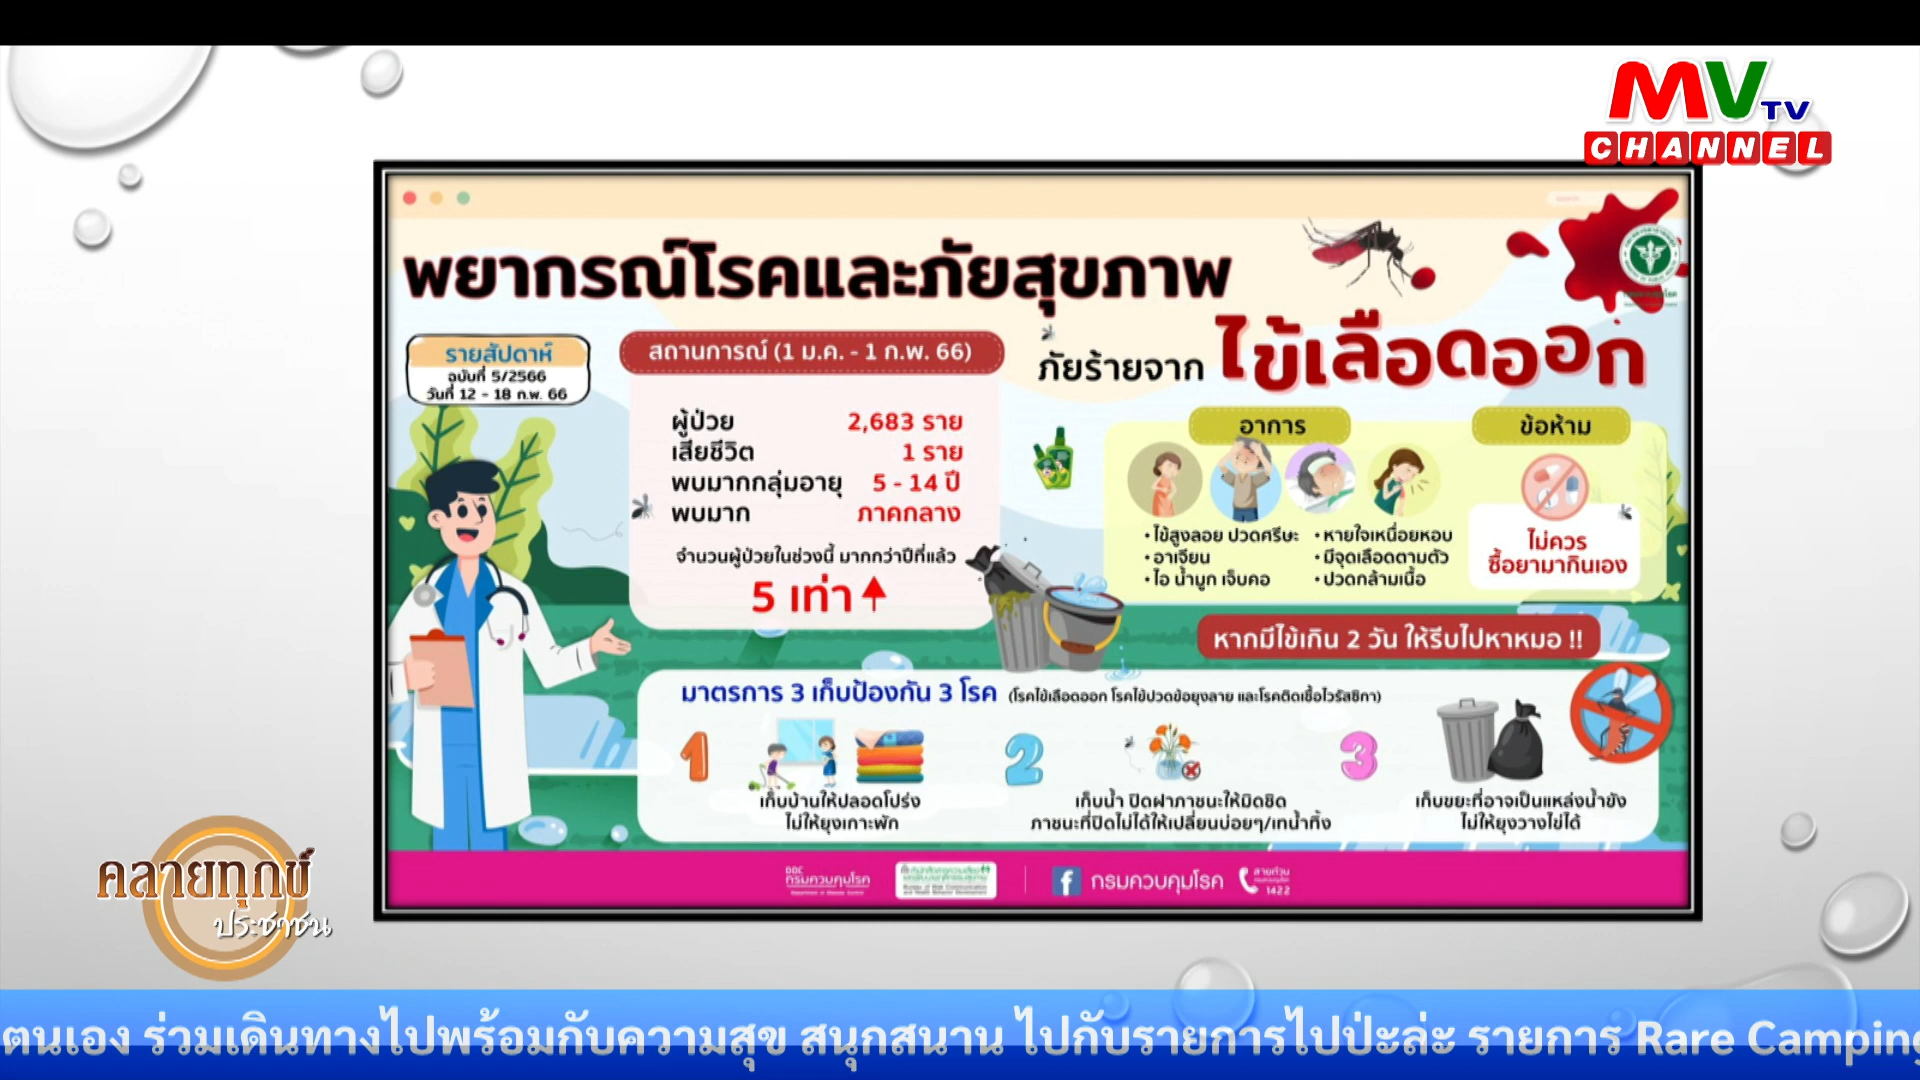 MV TV
CHANNEL
พยากรณ์โรคและภัยสุขภาพ
ภัยร้ายจาก ไข้เลือดออก
รายสัปดาห์
ฉบับที่ 5/2566
วันที่ 12 - 18 ก.พ. 66
สถานการณ์ (1 ม.ค. - 1 ก.พ. 66)
ผู้ป่วย 2,683 ราย
เสียชีวิต 1 ราย
พบมากกลุ่มอายุ 5 - 14 ปี
พบมาก ภาคกลาง
จำนวนผู้ป่วยในช่วงนี้ มากกว่าปีที่แล้ว
5 เท่า
อาการ
• ไข้สูงลอย ปวดศรีษะ
• อาเจียน
• ไอ น้ำมูก เจ็บคอ
• หายใจเหนื่อยหอบ
• มีจุดเลือดตามตัว
• ปวดกล้ามเนื้อ
ข้อห้าม
ไม่ควร
ซื้อยามากินเอง
หากมีไข้เกิน 2 วัน ให้รีบไปหาหมอ !!
มาตรการ 3 เก็บป้องกัน 3 โรค (โรคไข้เลือดออก โรคไข้ปวดข้อยุงลาย และโรคติดเชื้อไวรัสซิกา)
1
เก็บบ้านให้ปลอดโปร่ง
ไม่ให้ยุงเกาะพัก
2
เก็บน้ำ ปิดฝาภาชนะให้มิดชิด
ภาชนะที่ปิดไม่ได้ให้เปลี่ยนบ่อยๆ/เทน้ำทิ้ง
3
เก็บขยะที่อาจเป็นแหล่งน้ำขัง
ไม่ให้ยุงวางไข่ได้
DDC
กรมควบคุมโรค
กรมควบคุมโรค
สายด่วน
กรมควบคุมโรค
1422
คลายทุกข์
ประชาชน
ตนเอง ร่วมเดินทางไปพร้อมกับความสุข สนุกสนาน ไปกับรายการไปป่ะล่ะ รายการ Rare Camping